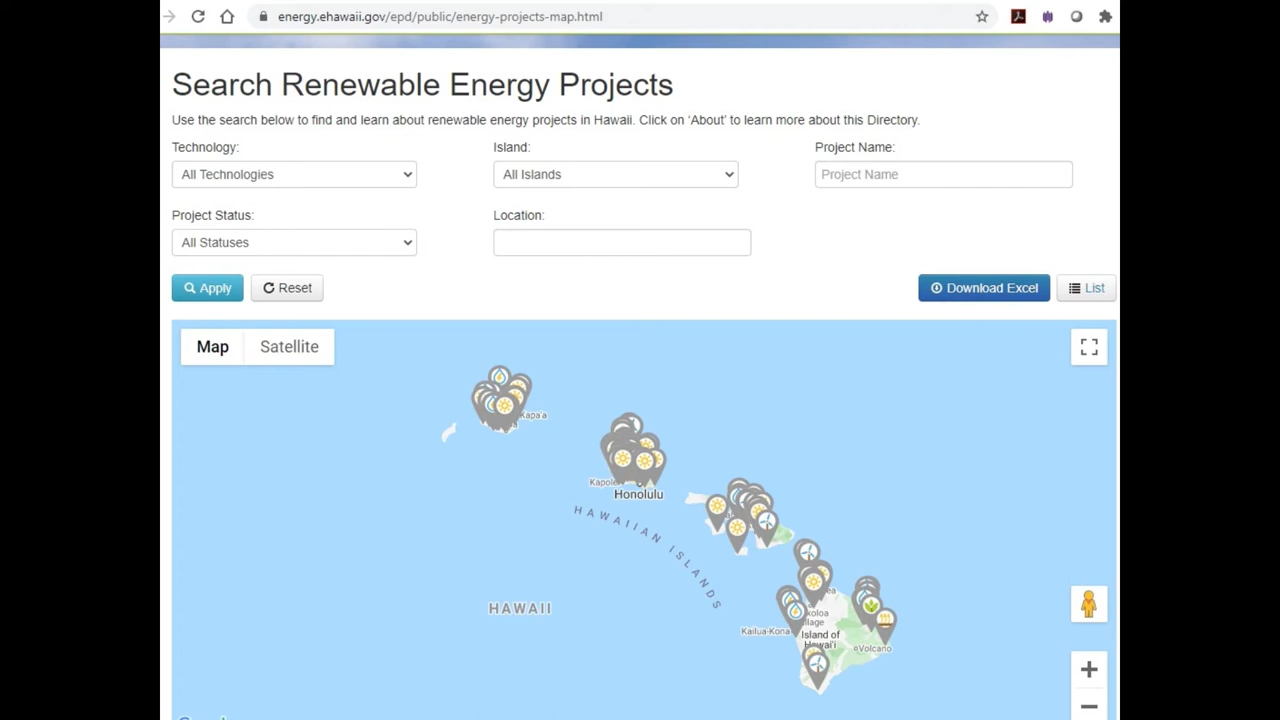 energy.ehawaii.gov/epd/public/energy-projects-map.html
Search Renewable Energy Projects
Use the search below to find and learn about renewable energy projects in Hawaii. Click on ‘About’ to learn more about this Directory.
Technology: Island: Project Name:
All Technologies All Islands Project Name
Project Status: Location:
All Statuses
Apply Reset Download Excel List
Map Satellite
Kapa'a
Honolulu
HAWAIIAN ISLANDS
HAWAII
Kailua-Kona
Island of
Hawai'i
Volcano